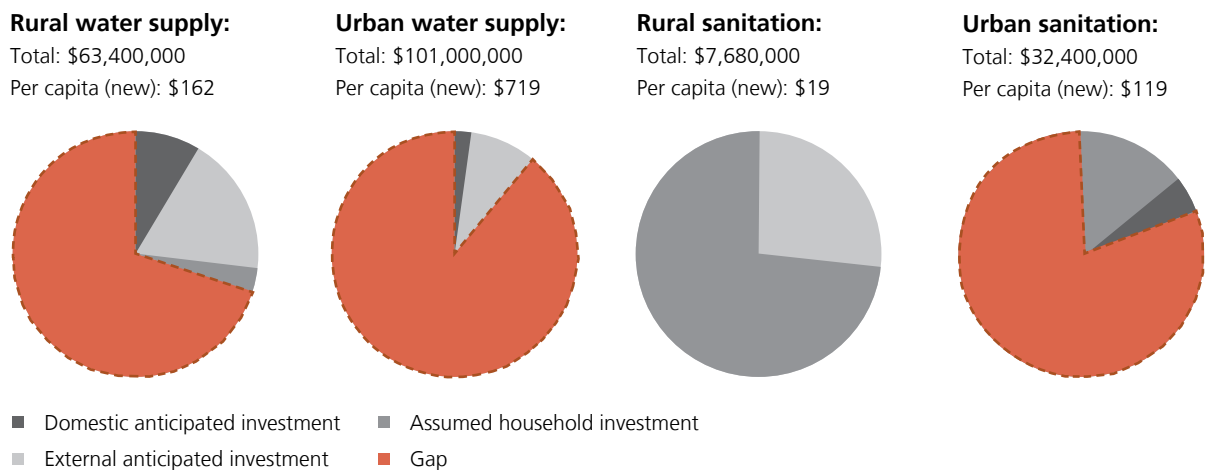 Rural water supply:
Total: $63,400,000
Per capita (new): $162
Urban water supply:
Total: $101,000,000
Per capita (new): $719
Rural sanitation:
Total: $7,680,000
Per capita (new): $19
Urban sanitation:
Total: $32,400,000
Per capita (new): $119
Domestic anticipated investment
Assumed household investment
External anticipated investment
Gap